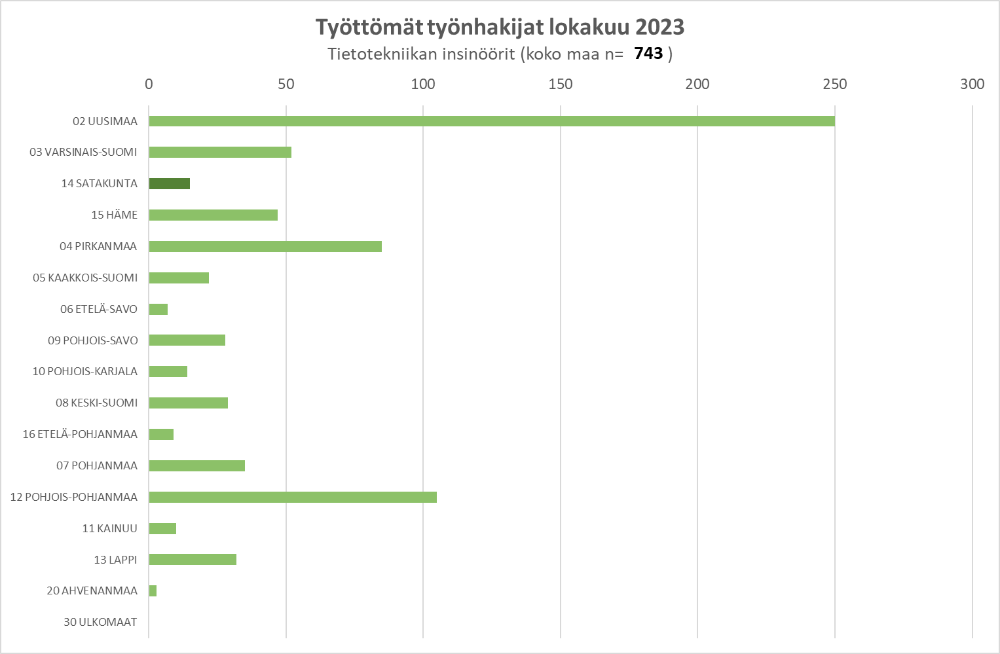 Työttömät työnhakijat lokakuu 2023
Tietotekniikan insinöörit (koko maa n= 743 )
0 50 100 150 200 250 300
02 UUSIMAA
03 VARSINAIS-SUOMI
14 SATAKUNTA
15 HÄME
04 PIRKANMAA
05 KAAKKOIS-SUOMI
06 ETELÄ-SAVO
09 POHJOIS-SAVO
10 POHJOIS-KARJALA
08 KESKI-SUOMI
16 ETELÄ-POHJANMAA
07 POHJANMAA
12 POHJOIS-POHJANMAA
11 KAINUU
13 LAPPI
20 AHVENANMAA
30 ULKOMAAT